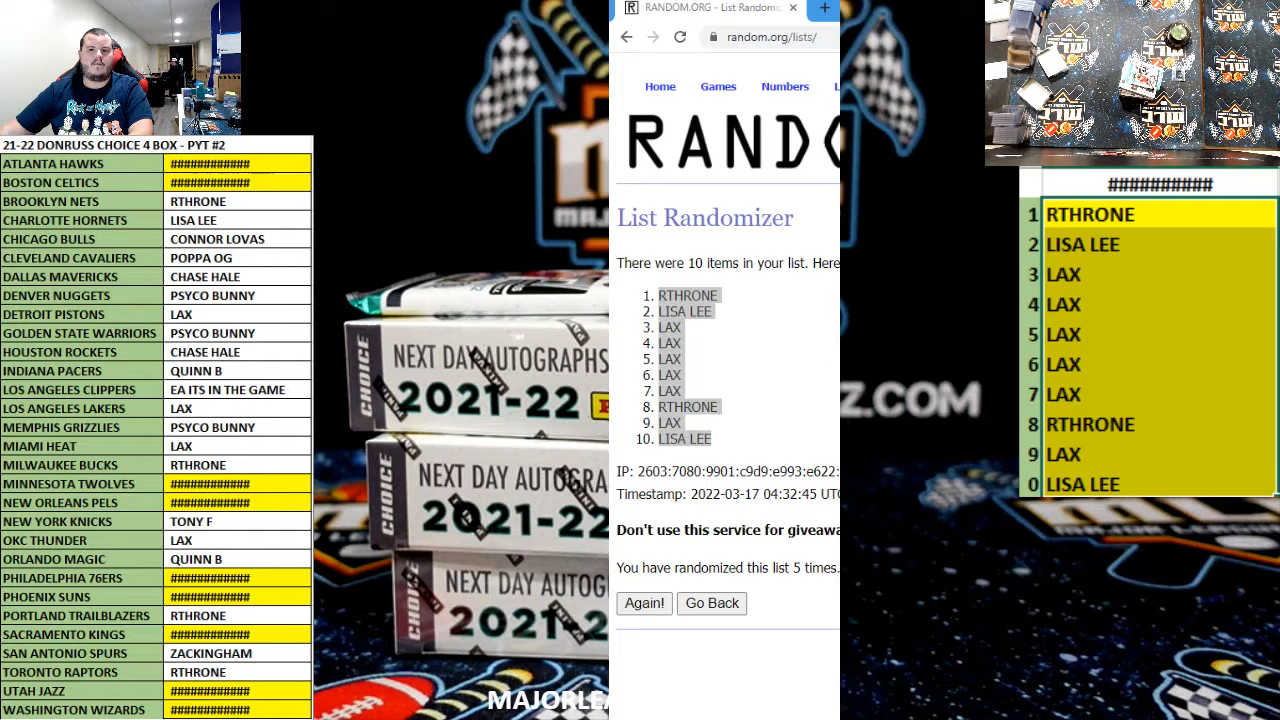 21-22 DONRUSS CHOICE 4 BOX - PYT #2
ATLANTA HAWKS ############
BOSTON CELTICS ############
BROOKLYN NETS RTHRONE
CHARLOTTE HORNETS LISA LEE
CHICAGO BULLS CONNOR LOVAS
CLEVELAND CAVALIERS POPPA OG
DALLAS MAVERICKS CHASE HALE
DENVER NUGGETS PSYCO BUNNY
DETROIT PISTONS LAX
GOLDEN STATE WARRIORS PSYCO BUNNY
HOUSTON ROCKETS CHASE HALE
INDIANA PACERS QUINN B
LOS ANGELES CLIPPERS EA ITS IN THE GAME
LOS ANGELES LAKERS LAX
MEMPHIS GRIZZLIES PSYCO BUNNY
MIAMI HEAT LAX
MILWAUKEE BUCKS RTHRONE
MINNESOTA TWOLVES ############
NEW ORLEANS PELS ############
NEW YORK KNICKS TONY F
OKC THUNDER LAX
ORLANDO MAGIC QUINN B
PHILADELPHIA 76ERS ############
PHOENIX SUNS ############
PORTLAND TRAILBLAZERS RTHRONE
SACRAMENTO KINGS ############
SAN ANTONIO SPURS ZACKINGHAM
TORONTO RAPTORS RTHRONE
UTAH JAZZ ############
WASHINGTON WIZARDS ############
CHOICE
NEXT DAY AUTOGRAPHS
2021-22
CHOICE
NEXT DAY AUTOGRA
2021-22
CHOICE
NEXT DAY AUTOG
2021-2
MAJORLEA
RANDOM.ORG - List Randomiz
random.org/lists/
Home Games Numbers L
RANDO
List Randomizer
There were 10 items in your list. Here
1. RTHRONE
2. LISA LEE
3. LAX
4. LAX
5. LAX
6. LAX
7. LAX
8. RTHRONE
9. LAX
10. LISA LEE
IP: 2603:7080:9901:c9d9:e993:e622:
Timestamp: 2022-03-17 04:32:45 UTC
Don't use this service for giveawa
You have randomized this list 5 times.
Again! Go Back
##########
1 RTHRONE
2 LISA LEE
3 LAX
4 LAX
5 LAX
6 LAX
7 LAX
8 RTHRONE
9 LAX
0 LISA LEE
Z.COM